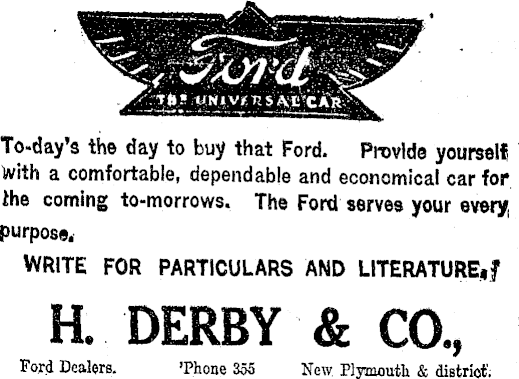 Ford
THE UNIVERSAL CAR
To-day's the day to buy that Ford. Provide yourself
with a comfortable, dependable and economical car for
the coming to-morrows. The Ford serves your every
purpose.
WRITE FOR PARTICULARS AND LITERATURE.
H. DERBY & CO.,
Ford Dealers. 'Phone 355 New Plymouth & district.